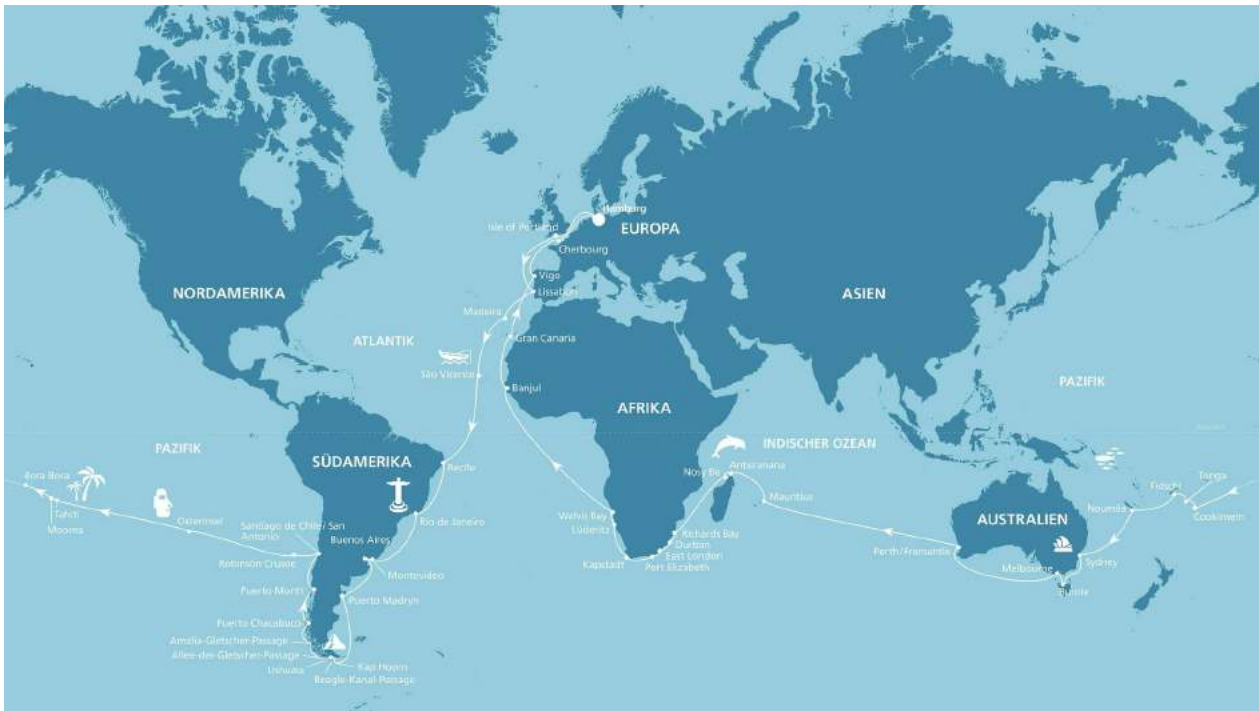 Hamburg
Isle of Portland
EUROPA
Cherbourg
Vigo
Lissabon
NORDAMERIKA
ASIEN
Madeira
ATLANTIK
Gran Canaria
São Vicente
Banjul
PAZIFIK
AFRIKA
PAZIFIK
INDISCHER OZEAN
SÜDAMERIKA
Recife
Nosy Be
Antsiranana
Bora Bora
Tahiti
Moorea
Osterinsel
Santiago de Chile / San
Antonio
Rio de Janeiro
Buenos Aires
Robinson Crusoe
Montevideo
Walvis Bay
Lüderitz
Mauritius
Richards Bay
Durban
East London
Port Elizabeth
Kapstadt
Tonga
Fidschi
Cookinseln
Nouméa
AUSTRALIEN
Perth/Fremantle
Melbourne
Sydney
Burnie
Puerto Montt
Puerto Madryn
Puerto Chacabuco
Amalia-Gletscher-Passage
Allee-der-Gletscher-Passage
Ushuaia
Kap Hoorn
Beagle-Kanal-Passage